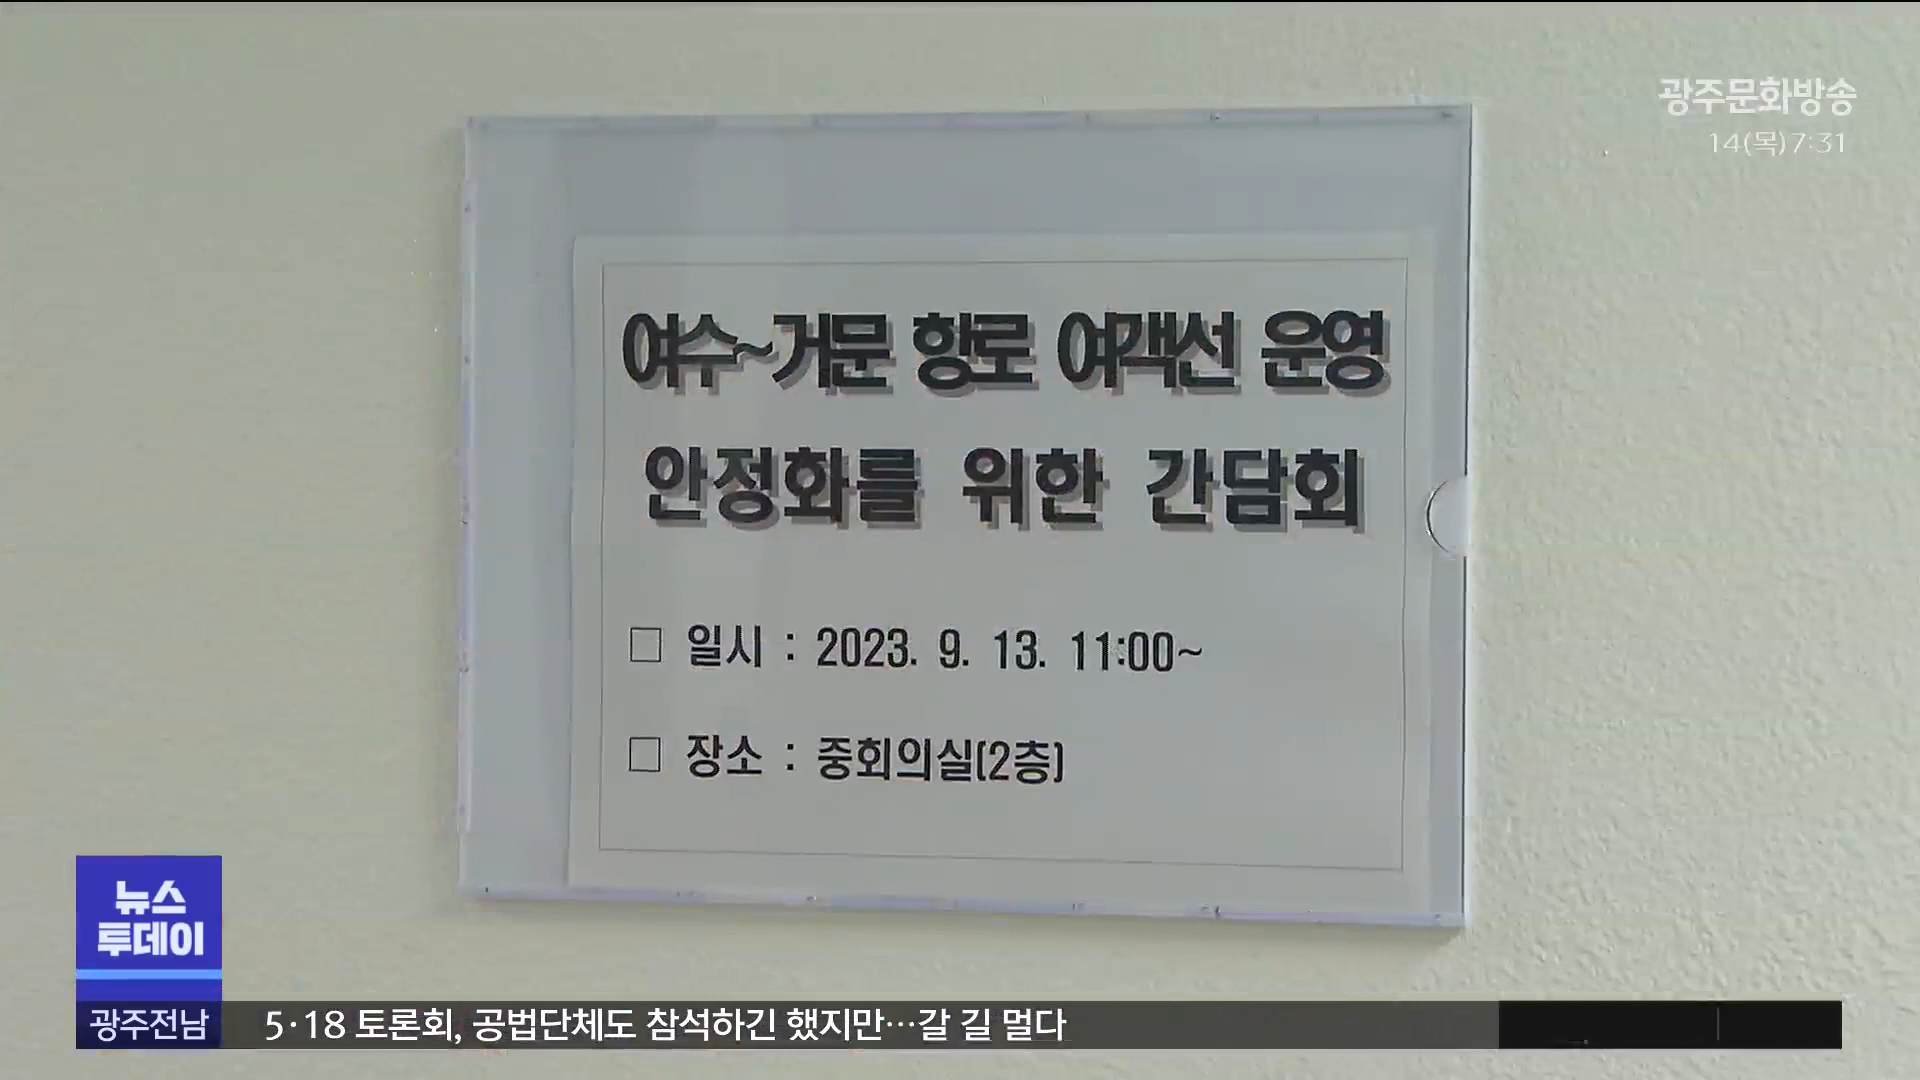 광주문화방송
14(목)7:31
여수~거문 항로 여객선 운영
안정화를 위한 간담회
□ 일시 : 2023. 9. 13. 11:00~
□ 장소 : 중회의실(2층)
뉴스
투데이
광주전남
5·18 토론회, 공법단체도 참석하긴 했지만…갈 길 멀다